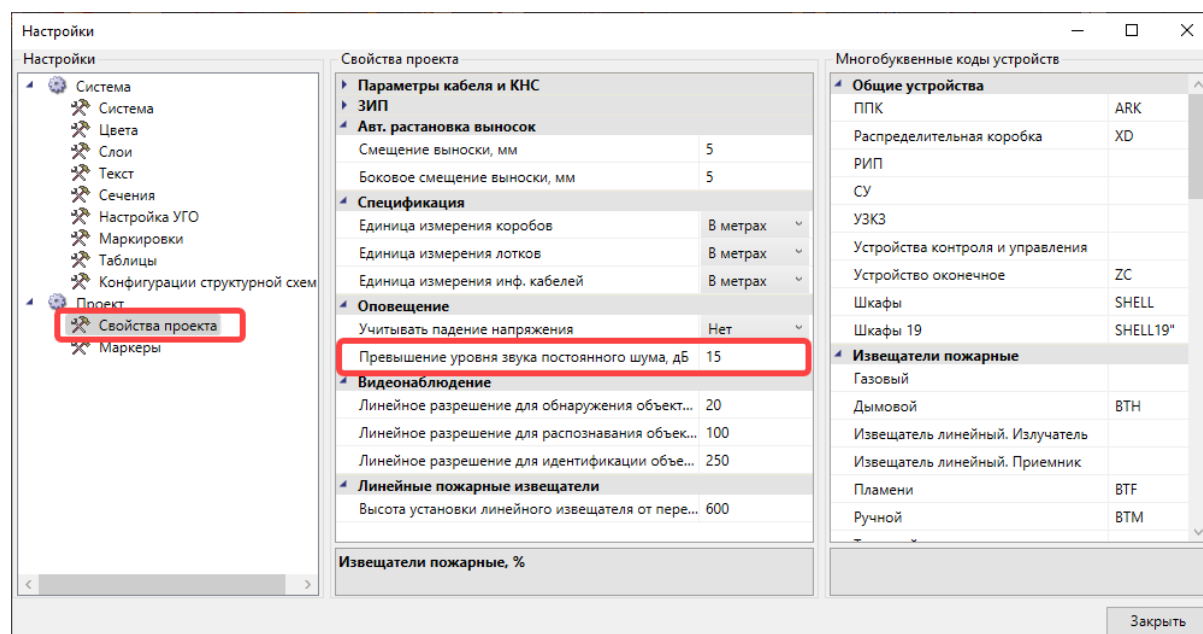 Настройки
Настройки
Система
Система
Цвета
Слои
Текст
Сечения
Настройка УГО
Маркировки
Таблицы
Конфигурации структурной схем
Проект
Свойства проекта
Маркеры
Свойства проекта
Параметры кабеля и КНС
ЗИП
Авт. растановка выносок
Смещение выноски, мм 5
Боковое смещение выноски, мм 5
Спецификация
Единица измерения коробов В метрах
Единица измерения лотков В метрах
Единица измерения инф. кабелей В метрах
Оповещение
Учитывать падение напряжения Нет
Превышение уровня звука постоянного шума, дБ 15
Видеонаблюдение
Линейное разрешение для обнаружения объект... 20
Линейное разрешение для распознавания объек... 100
Линейное разрешение для идентификации объе... 250
Линейные пожарные извещатели
Высота установки линейного извещателя от пере... 600
Извещатели пожарные, %
Многобуквенные коды устройств
Общие устройства
ППК ARK
Распределительная коробка XD
РИП
СУ
УЗКЗ
Устройства контроля и управления
Устройство оконечное ZC
Шкафы SHELL
Шкафы 19 SHELL19"
Извещатели пожарные
Газовый
Дымовой BTH
Извещатель линейный. Излучатель
Извещатель линейный. Приемник
Пламени BTF
Ручной BTM
Закрыть